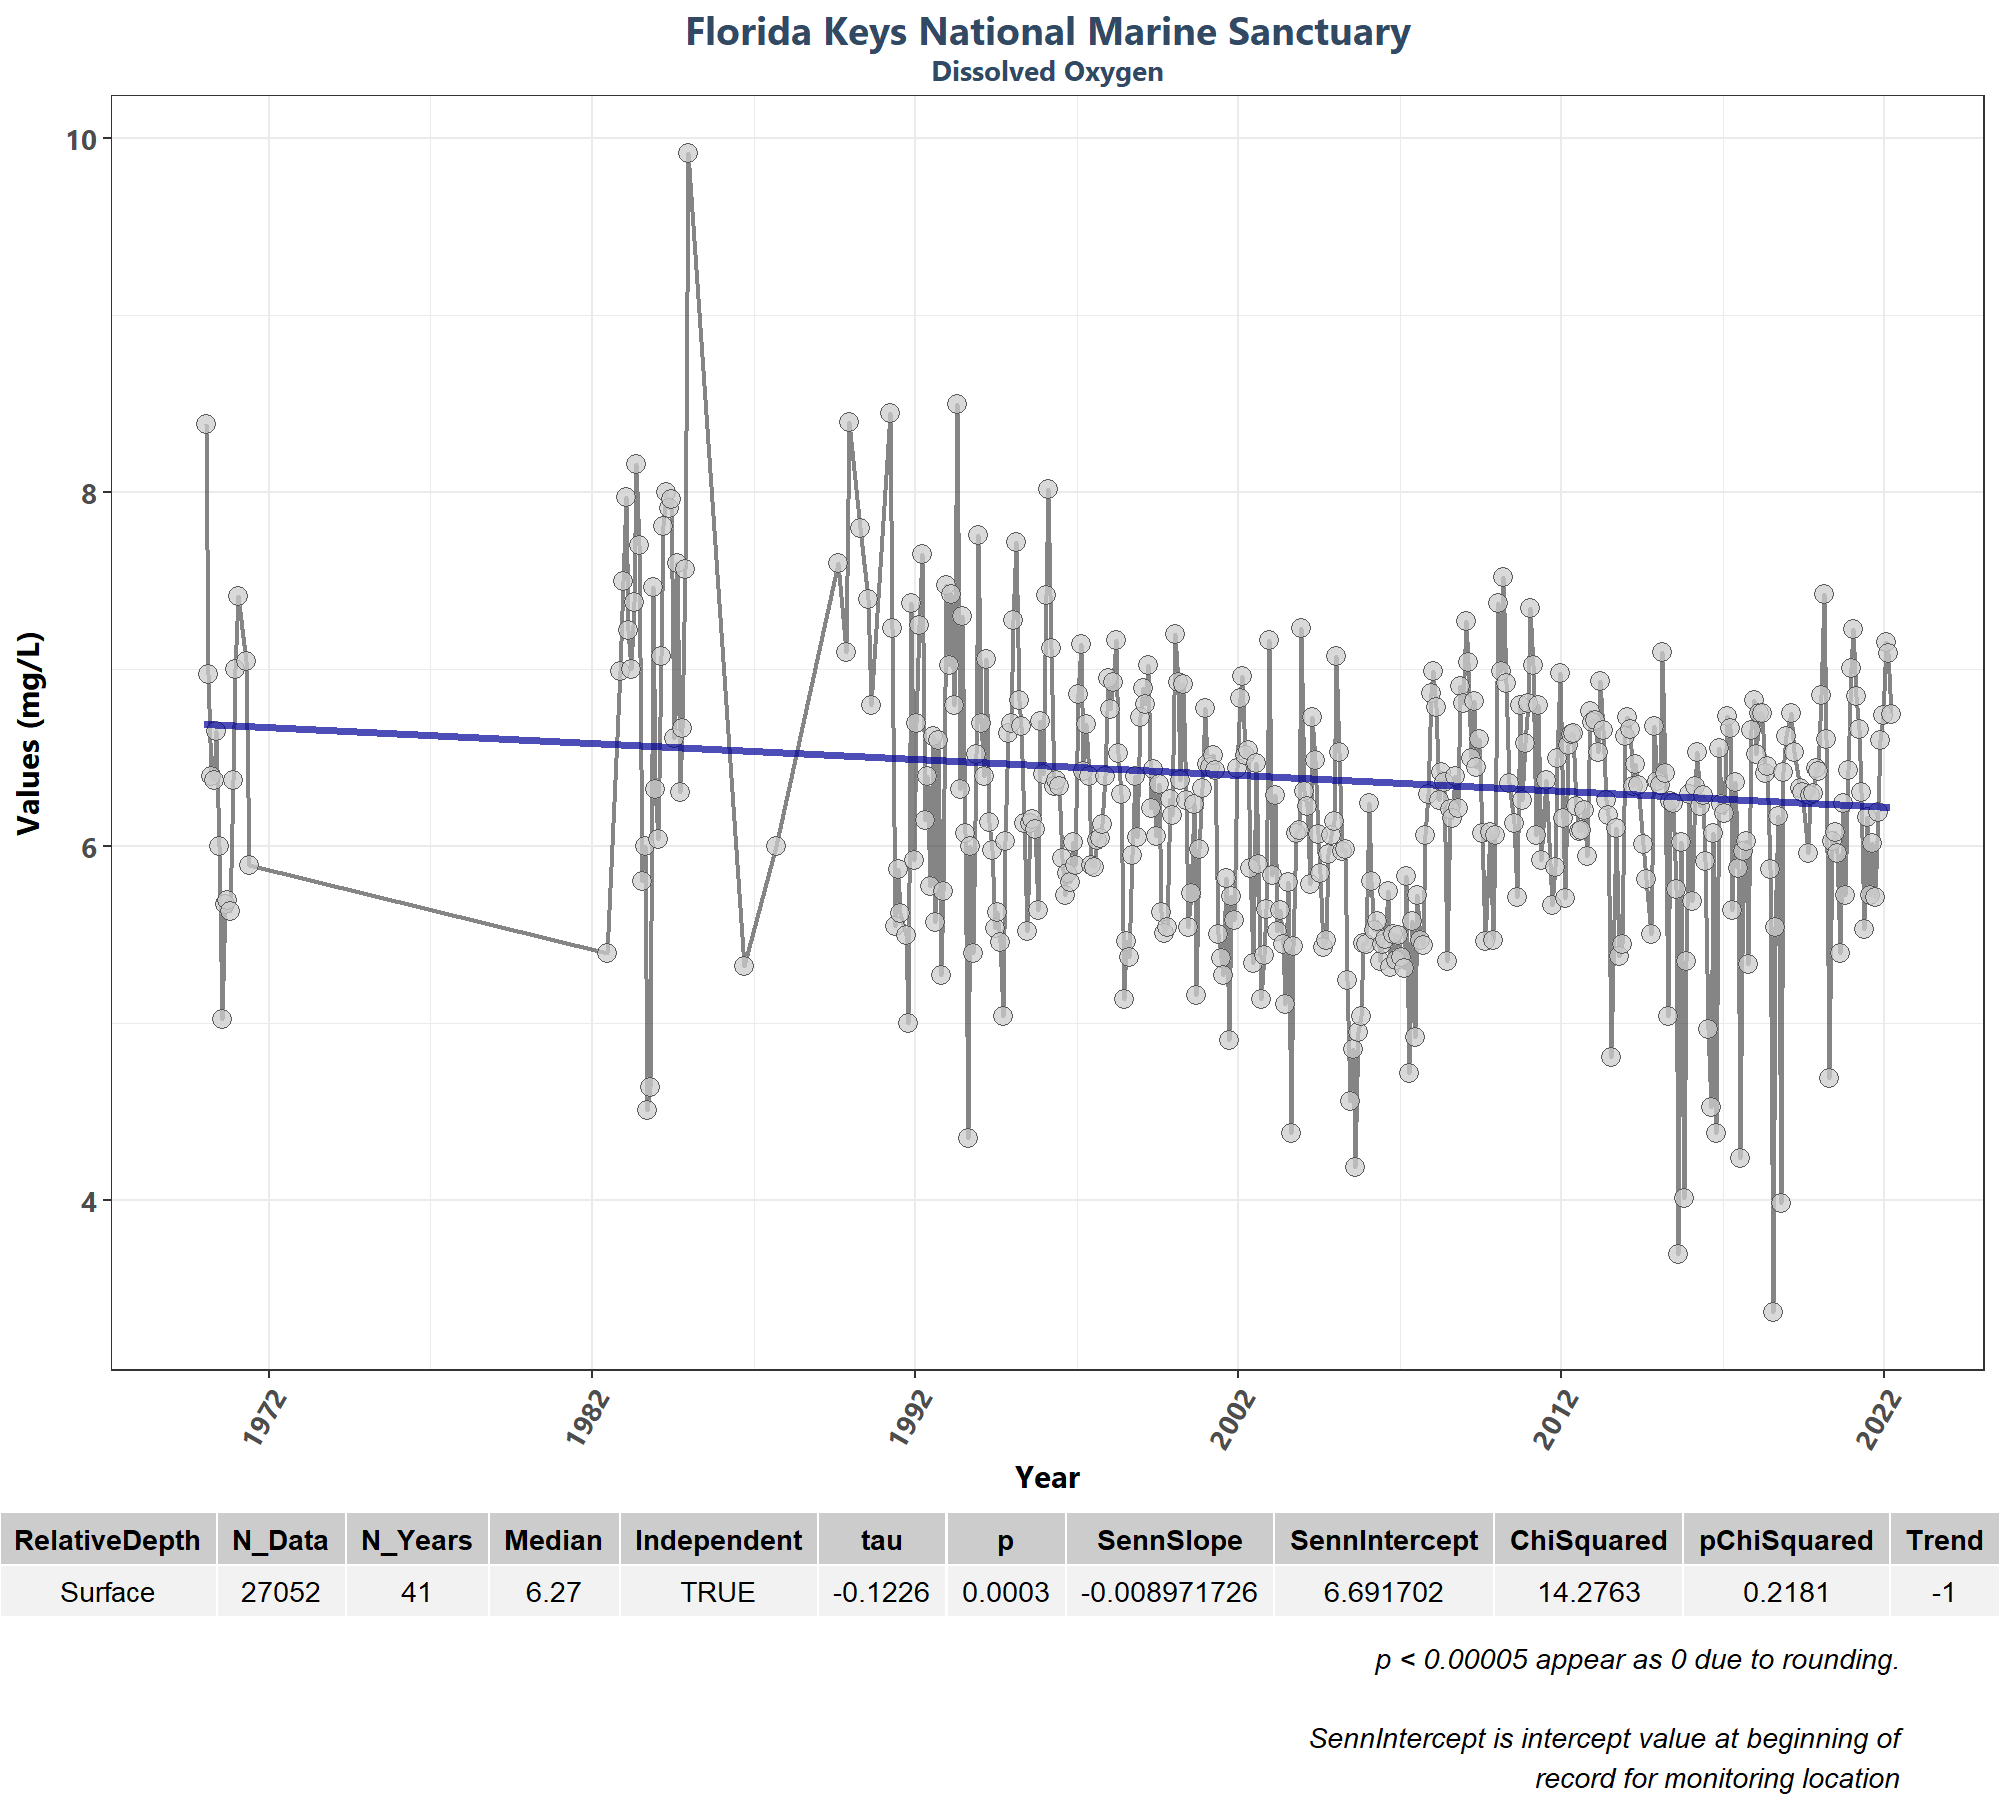 Florida Keys National Marine Sanctuary
Dissolved Oxygen
Values (mg/L)
10
8
6
4
1972 1982 1992 2002 2012 2022
Year
RelativeDepth N_Data N_Years Median Independent tau p SennSlope SennIntercept ChiSquared pChiSquared Trend
Surface 27052 41 6.27 TRUE -0.1226 0.0003 -0.008971726 6.691702 14.2763 0.2181 -1
p < 0.00005 appear as 0 due to rounding.
SennIntercept is intercept value at beginning of
record for monitoring location